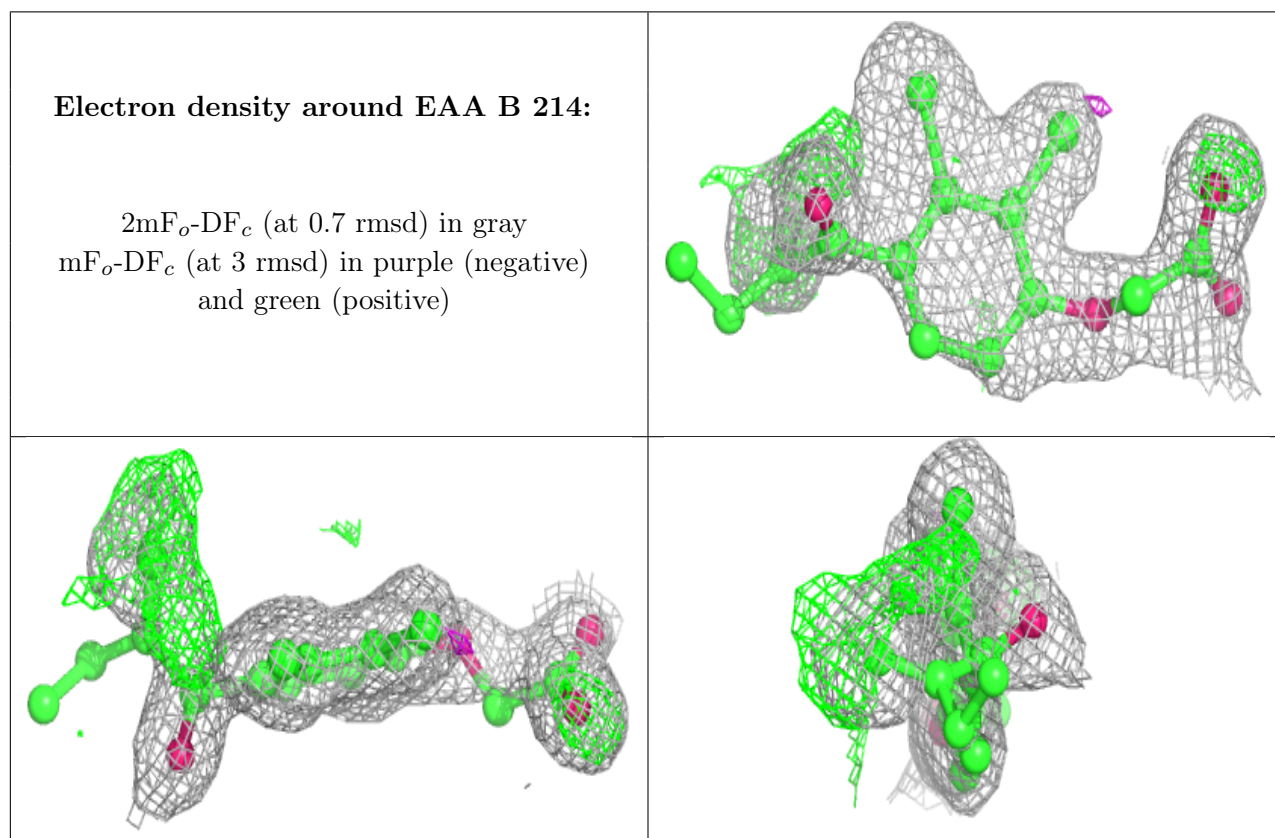 Electron density around EAA B 214:
2mFo-DFc (at 0.7 rmsd) in gray
mFo-DFc (at 3 rmsd) in purple (negative)
and green (positive)